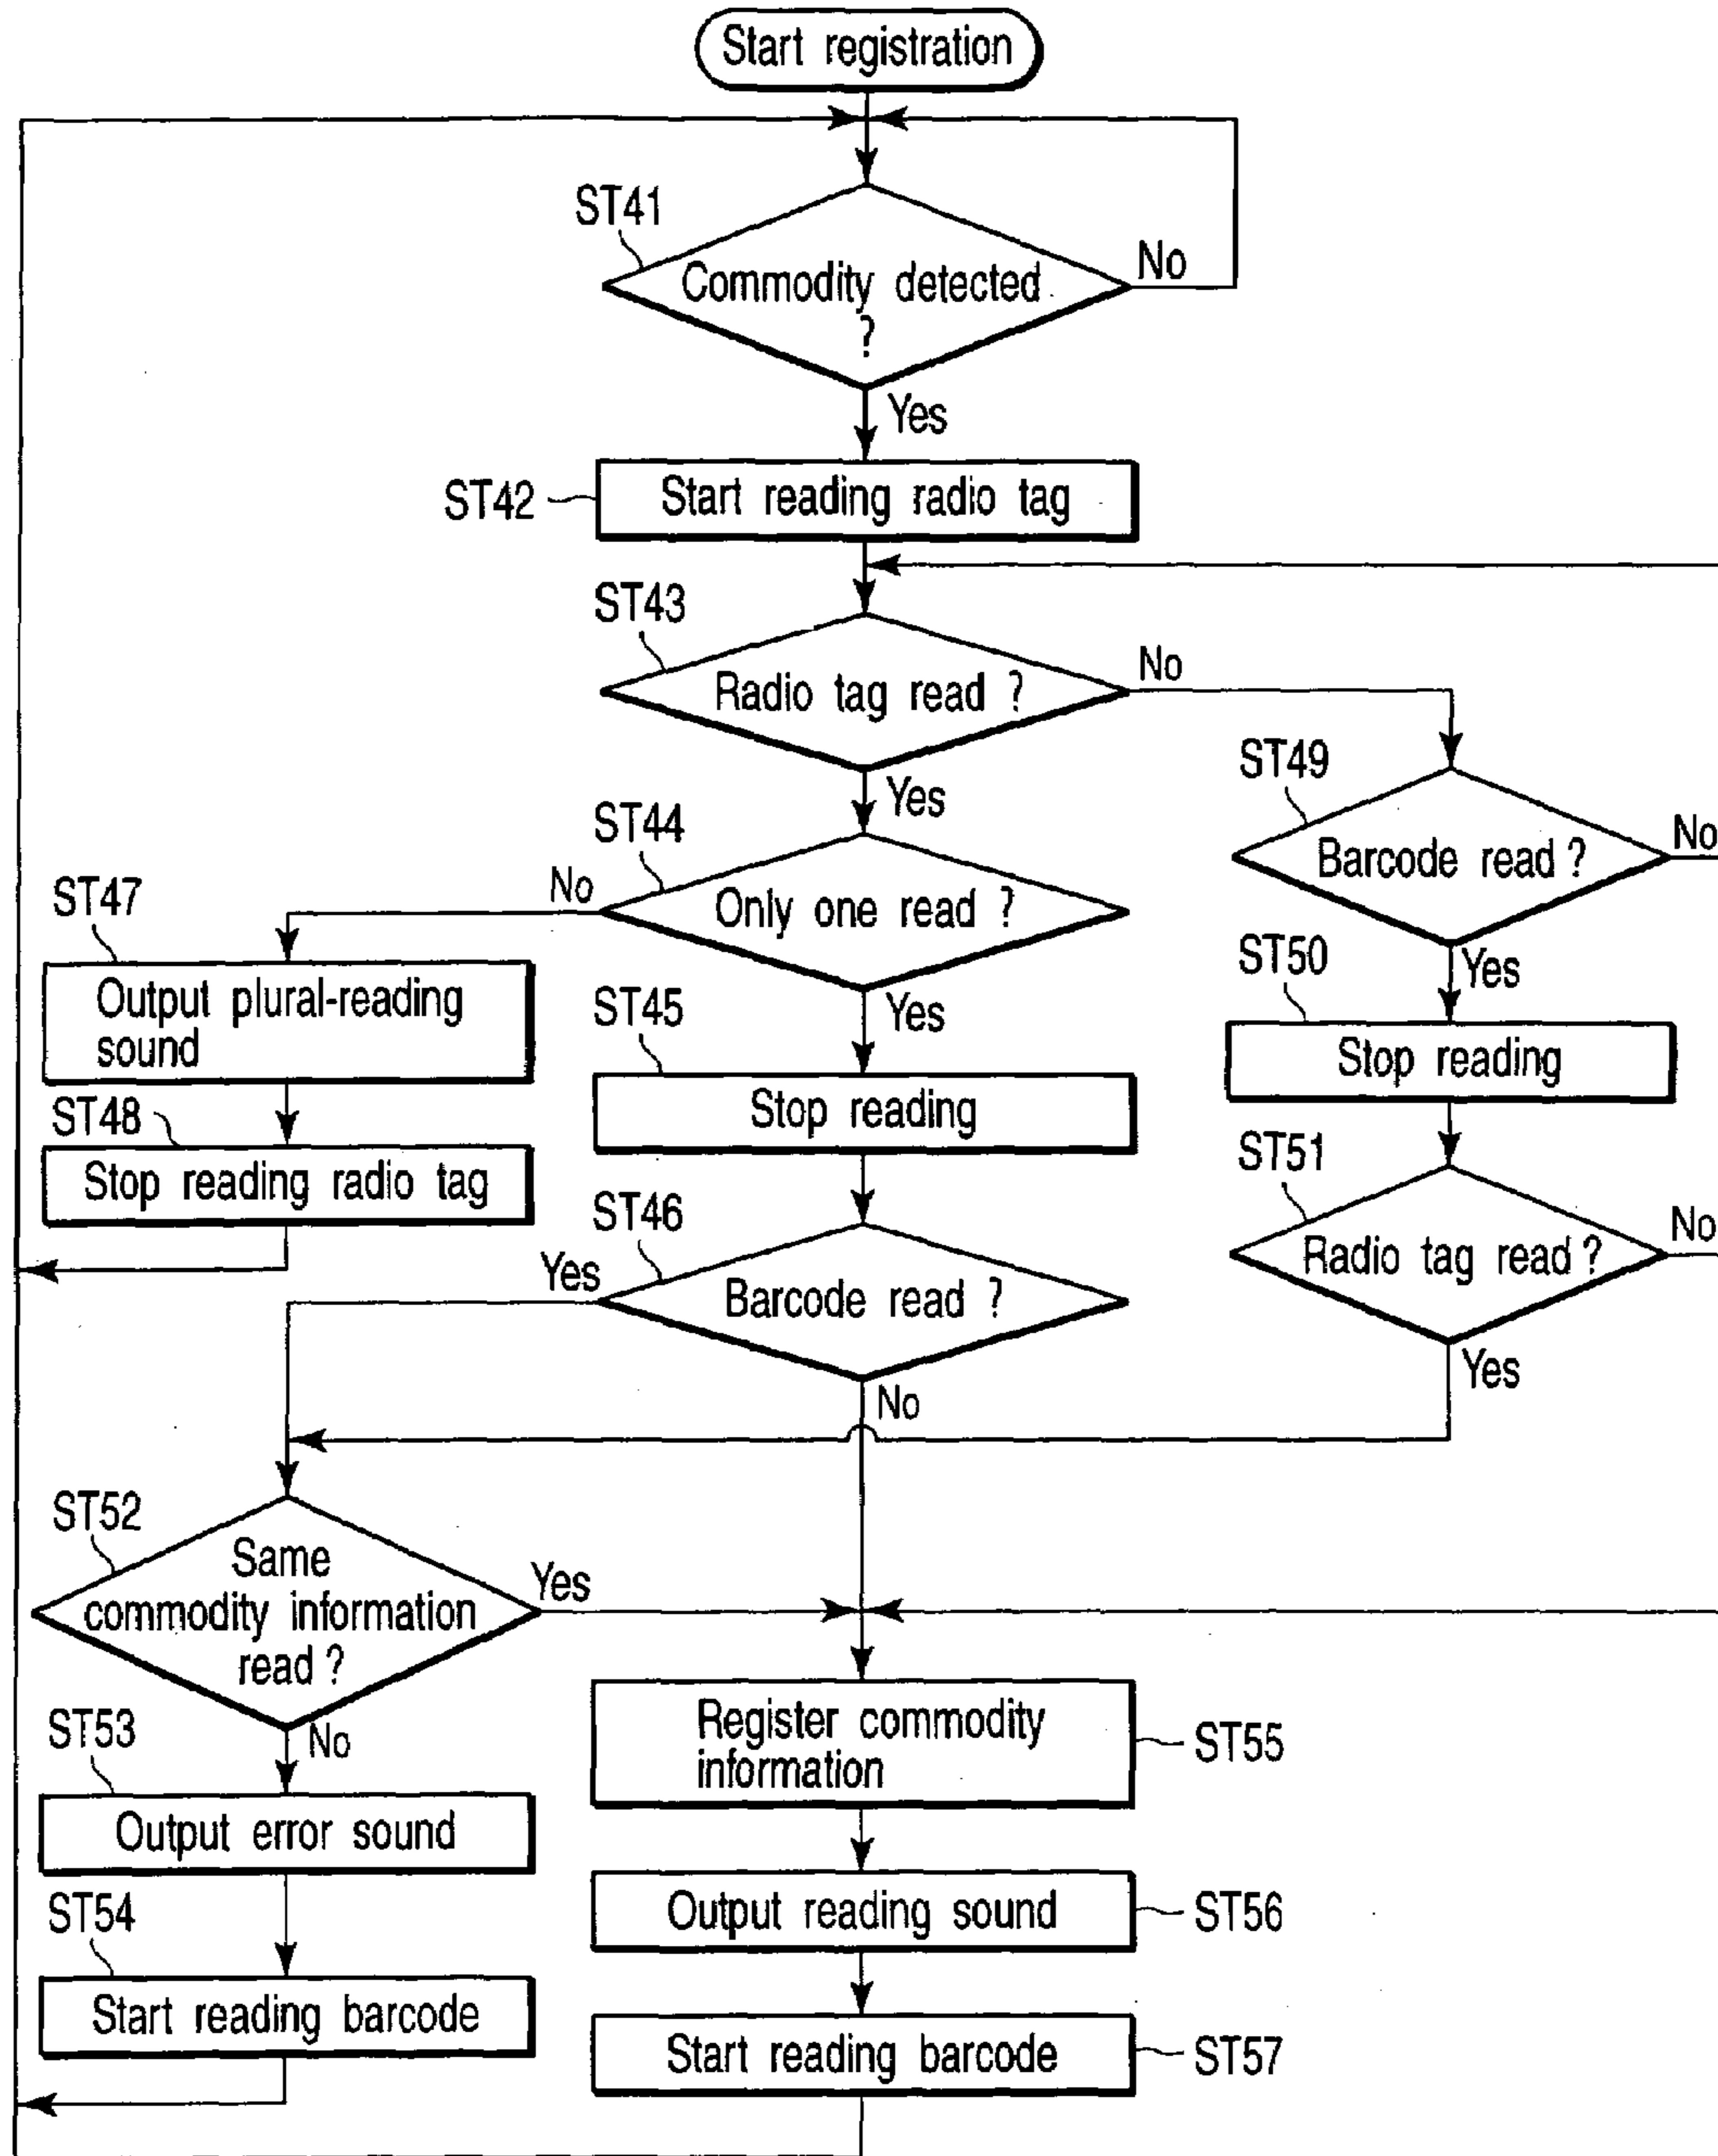 Start registration
ST41
Commodity detected
?
No
Yes
ST42
Start reading radio tag
ST43
Radio tag read ?
No
Yes
ST49
Barcode read ?
No
Yes
ST44
Only one read ?
No
Yes
ST47
Output plural-reading
sound
ST48
Stop reading radio tag
ST45
Stop reading
ST50
Stop reading
ST51
Radio tag read ?
No
Yes
ST46
Barcode read ?
Yes
No
ST52
Same
commodity information
read ?
Yes
No
ST53
Output error sound
ST54
Start reading barcode
Register commodity
information
ST55
Output reading sound
ST56
Start reading barcode
ST57